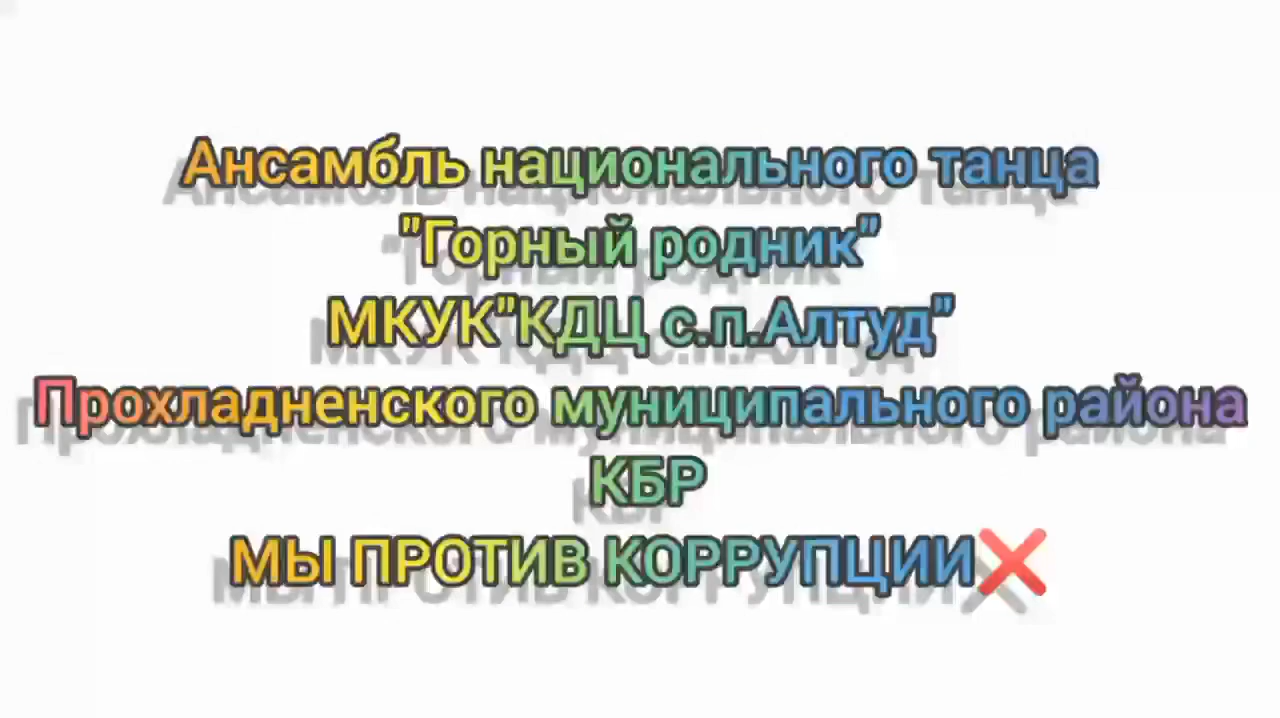 Ансамбль национального танца
"Горный родник"
МКУК"КДЦ с.п.Алтуд"
Прохладненского муниципального района
КБР
МЫ ПРОТИВ КОРРУПЦИИ❌